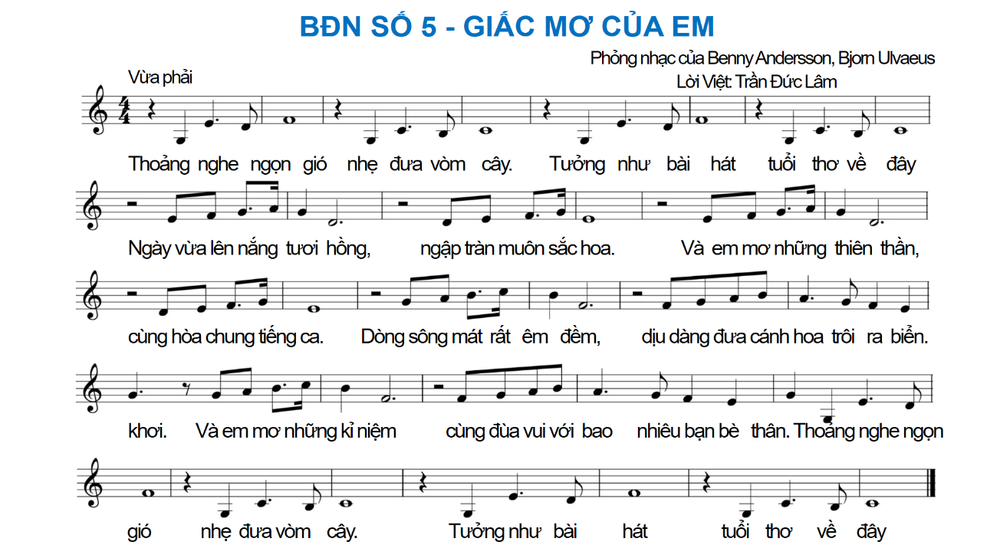 BĐN SỐ 5 - GIẤC MƠ CỦA EM
Phỏng nhạc của Benny Andersson, Bjorn Ulvaeus
Vừa phải
Lời Việt: Trần Đức Lâm
4
4
Thoảng nghe ngọn gió nhẹ đưa vòm cây. Tưởng như bài hát tuổi thơ về đây
Ngày vừa lên nắng tươi hồng, ngập tràn muôn sắc hoa. Và em mơ những thiên thần,
cùng hòa chung tiếng ca. Dòng sông mát rất êm đềm, dịu dàng đưa cánh hoa trôi ra biển.
khơi. Và em mơ những kỉ niệm cùng đùa vui với bao nhiêu bạn bè thân. Thoảng nghe ngọn
gió nhẹ đưa vòm cây. Tưởng như bài hát tuổi thơ về đây